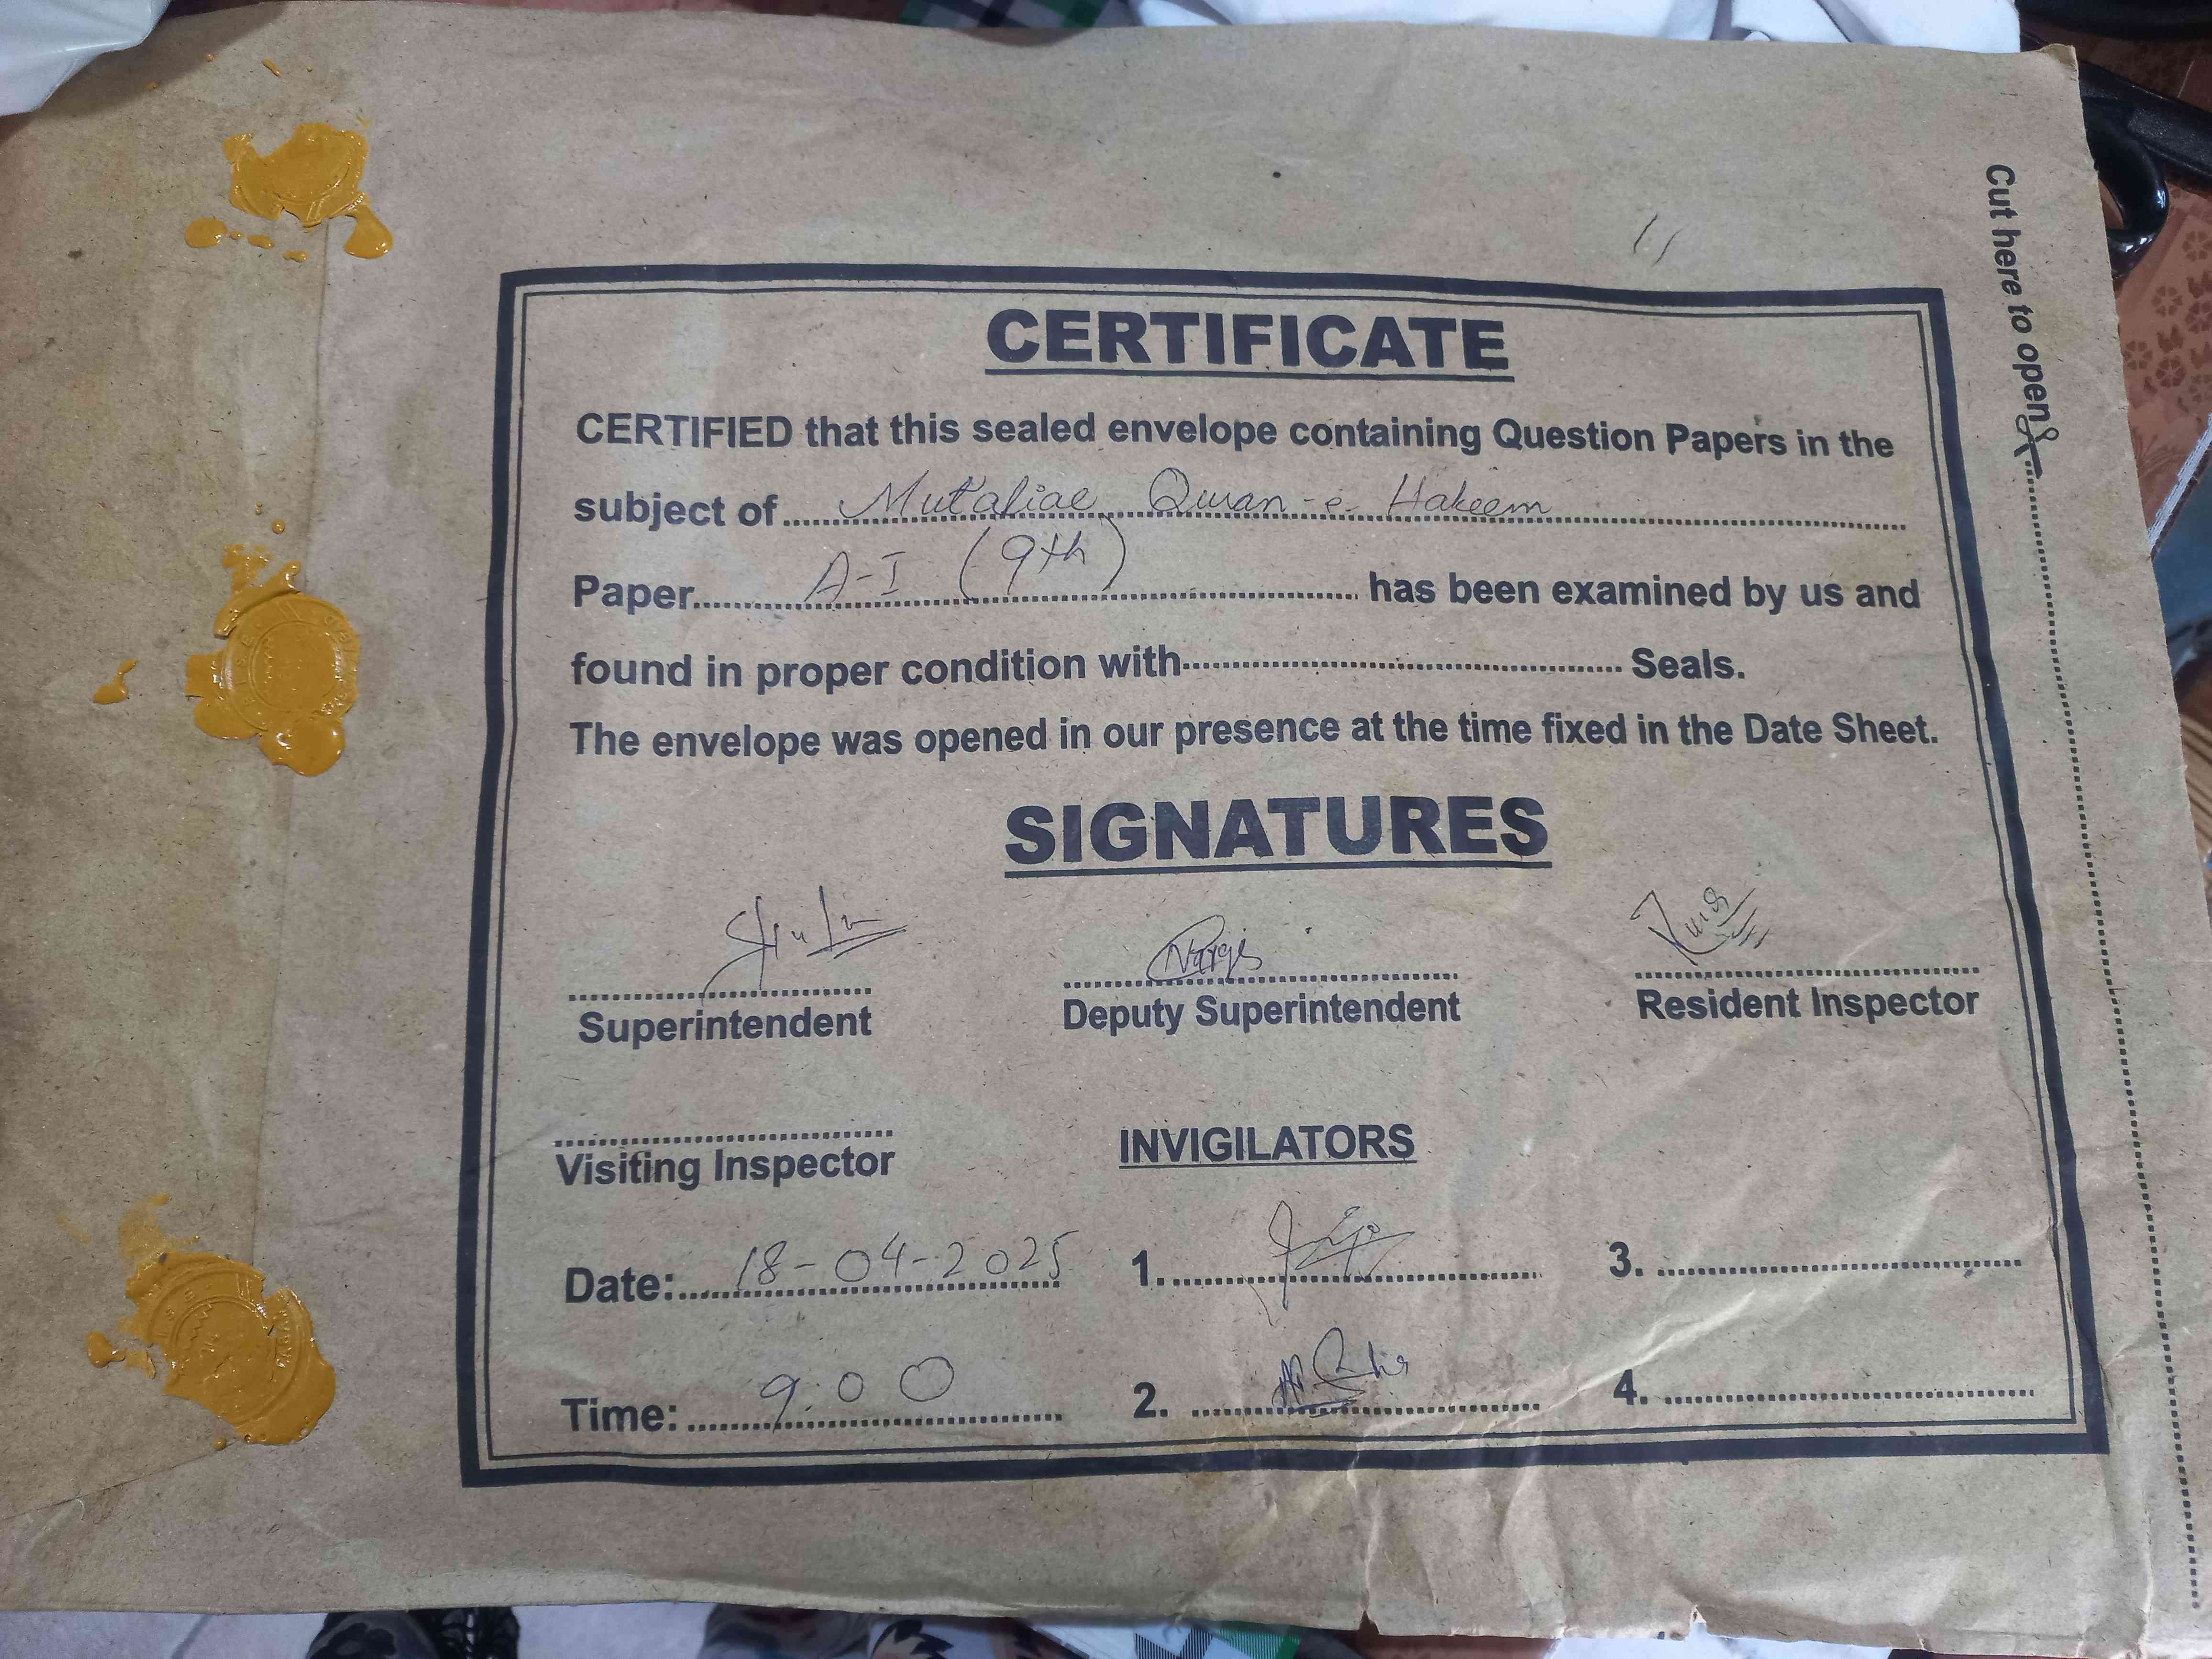 Cut here to open
CERTIFICATE
CERTIFIED that this sealed envelope containing Question Papers in the
subject of Mutaliae Quran-e-Hakeem
Paper A-I (9th) has been examined by us and
found in proper condition with Seals.
The envelope was opened in our presence at the time fixed in the Date Sheet.
SIGNATURES
Nargis
Superintendent Deputy Superintendent Resident Inspector
Visiting Inspector INVIGILATORS
Date: 18-04-2025 1. 3.
Time: 9:00 2. 4.